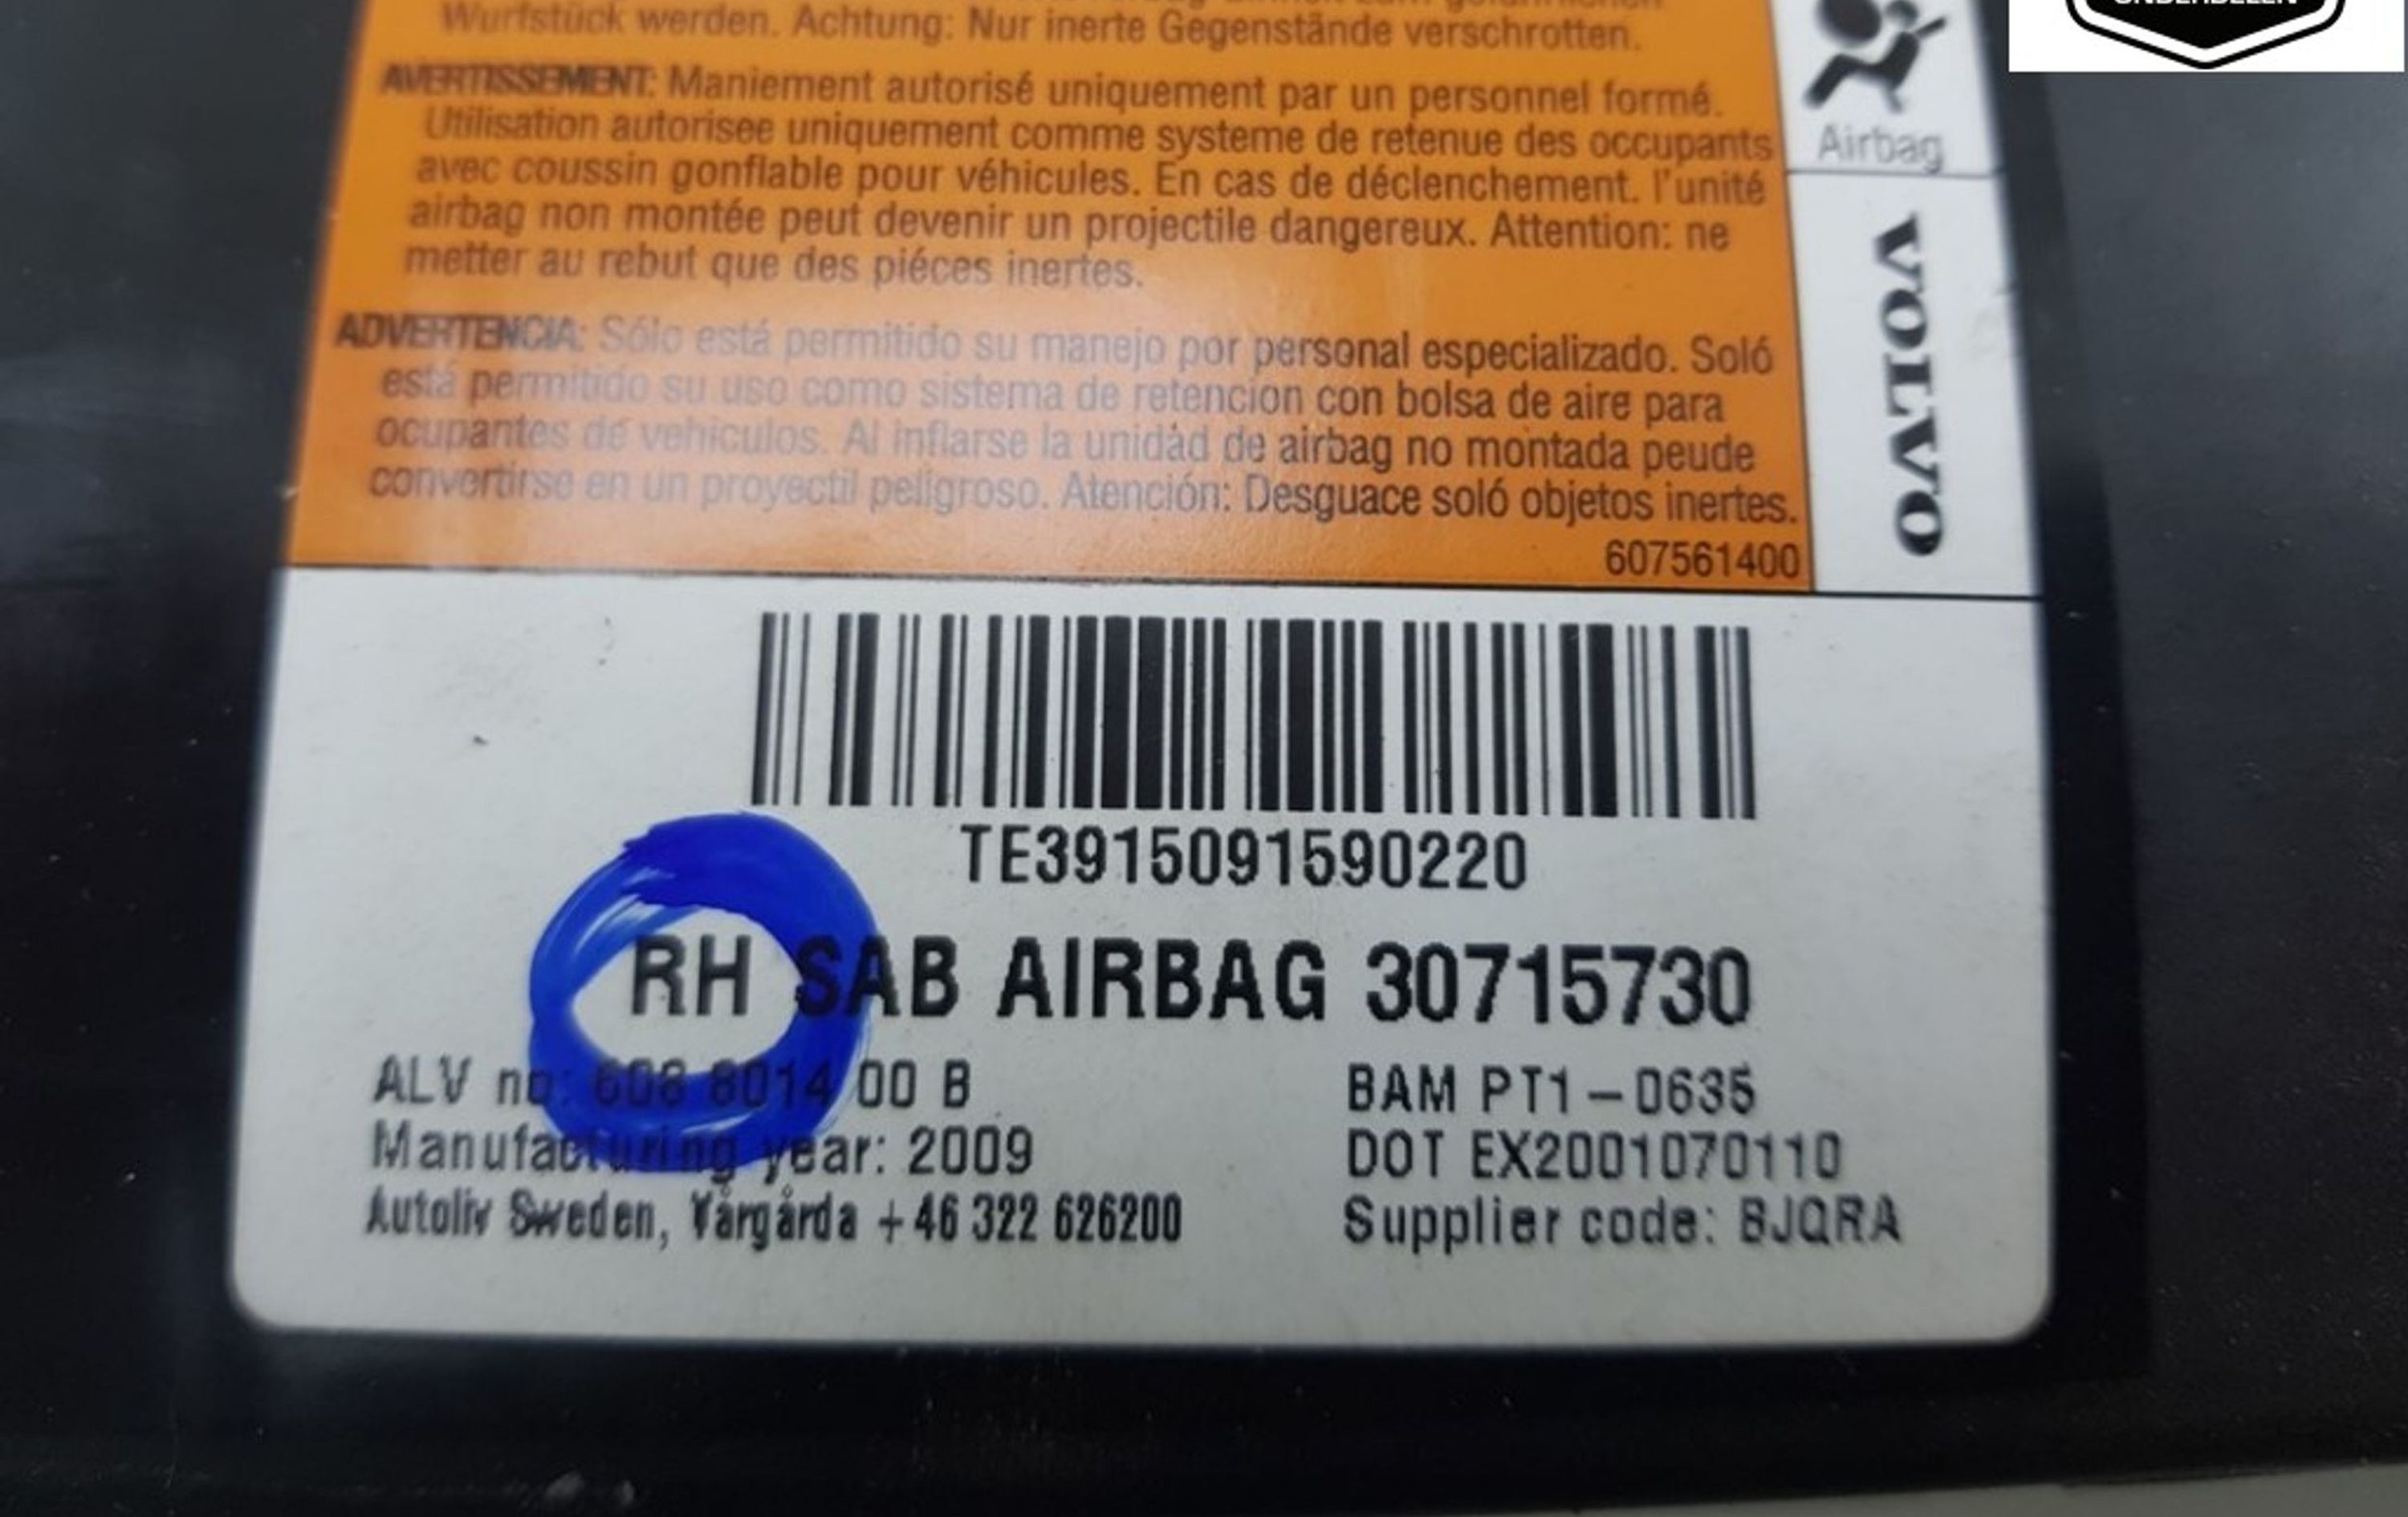 Wurfstück werden. Achtung: Nur inerte Gegenstände verschrotten.
AVERTISSEMENT: Maniement autorisé uniquement par un personnel formé.
Utilisation autorisee uniquement comme systeme de retenue des occupants
avec coussin gonflable pour véhicules. En cas de déclenchement. l'unité
airbag non montée peut devenir un projectile dangereux. Attention: ne
metter au rebut que des piéces inertes.
ADVERTENCIA: Sólo está permitido su manejo por personal especializado. Soló
está permitido su uso como sistema de retencion con bolsa de aire para
ocupantes de vehiculos. Al inflarse la unidad de airbag no montada peude
convertirse en un proyectil peligroso. Atención: Desguace soló objetos inertes.
607561400
Airbag
VOLVO
TE3915091590220
RH SAB AIRBAG 30715730
ALV no: 608 8014 00 B
Manufacturing year: 2009
Autoliv Sweden, Vårgårda +46 322 626200
BAM PT1-0635
DOT EX2001070110
Supplier code: BJQRA